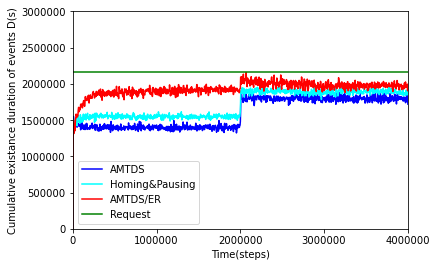 Cumulative existance duration of events D(s)
3000000
2500000
2000000
1500000
1000000
500000
0
AMTDS
Homing&Pausing
AMTDS/ER
Request
0 1000000 2000000 3000000 4000000
Time(steps)